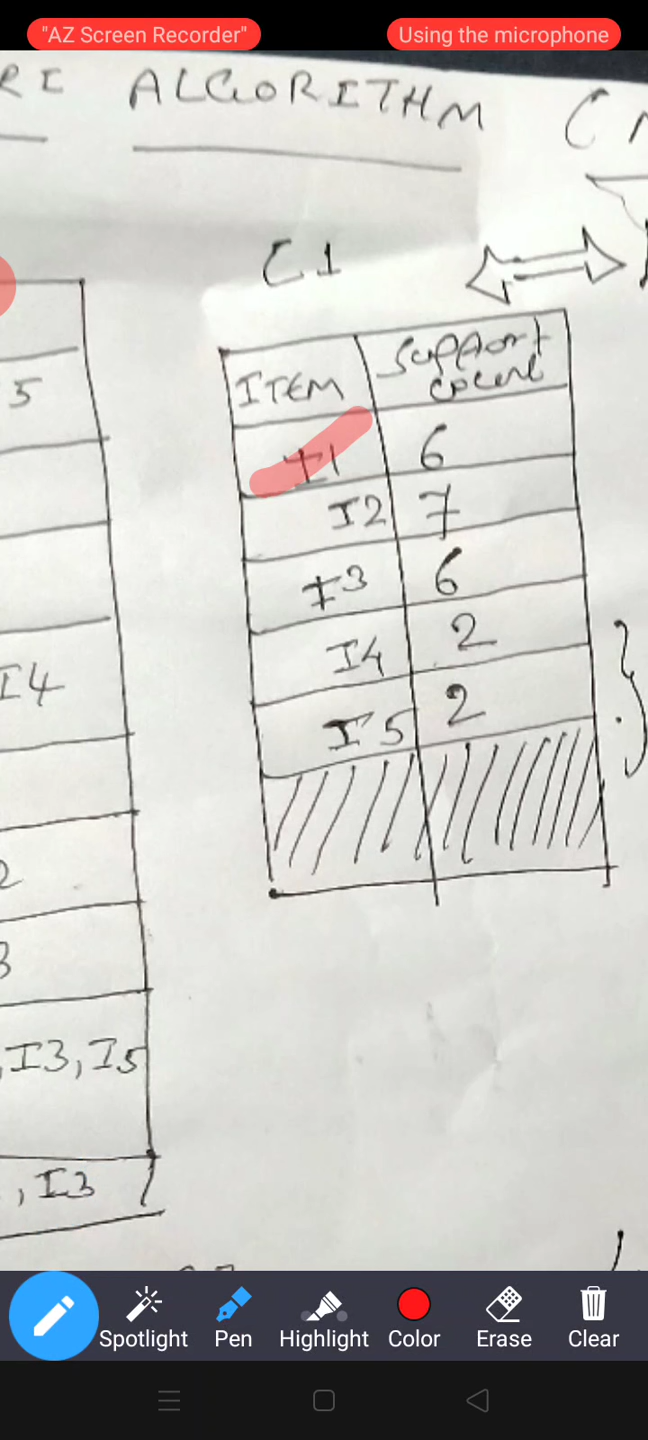 "AZ Screen Recorder" Using the microphone
RI ALGORITHM
C1
ITEM Support count
5
I1 6
I2 7
I3 6
I4 2
I4
I5 2
2
3
, I3, I5
, I3
Spotlight Pen Highlight Color Erase Clear